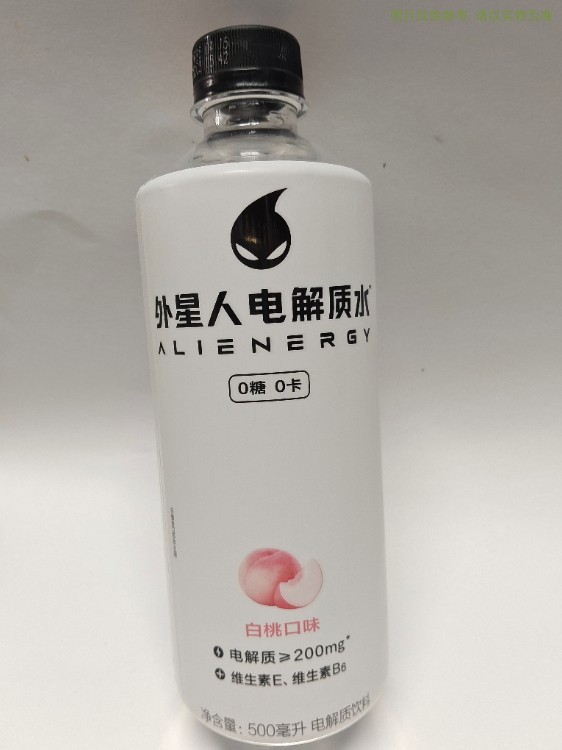 外星人电解质水
ALIENERGY
0糖 0卡
白桃口味
电解质≥200mg*
维生素E、维生素B6
净含量: 500毫升 电解质饮料